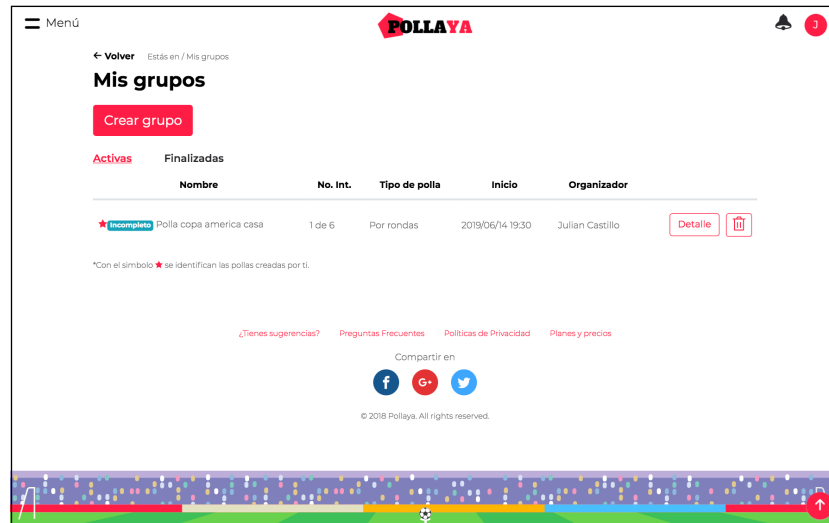 Menú
POLLAYA
J
← Volver Estás en / Mis grupos
Mis grupos
Crear grupo
Activas Finalizadas
Nombre No. Int. Tipo de polla Inicio Organizador
Incompleto Polla copa america casa 1 de 6 Por rondas 2019/06/14 19:30 Julian Castillo Detalle
*Con el simbolo ★ se identifican las pollas creadas por ti.
¿Tienes sugerencias? Preguntas Frecuentes Políticas de Privacidad Planes y precios
Compartir en
f G+
© 2018 Pollaya. All rights reserved.